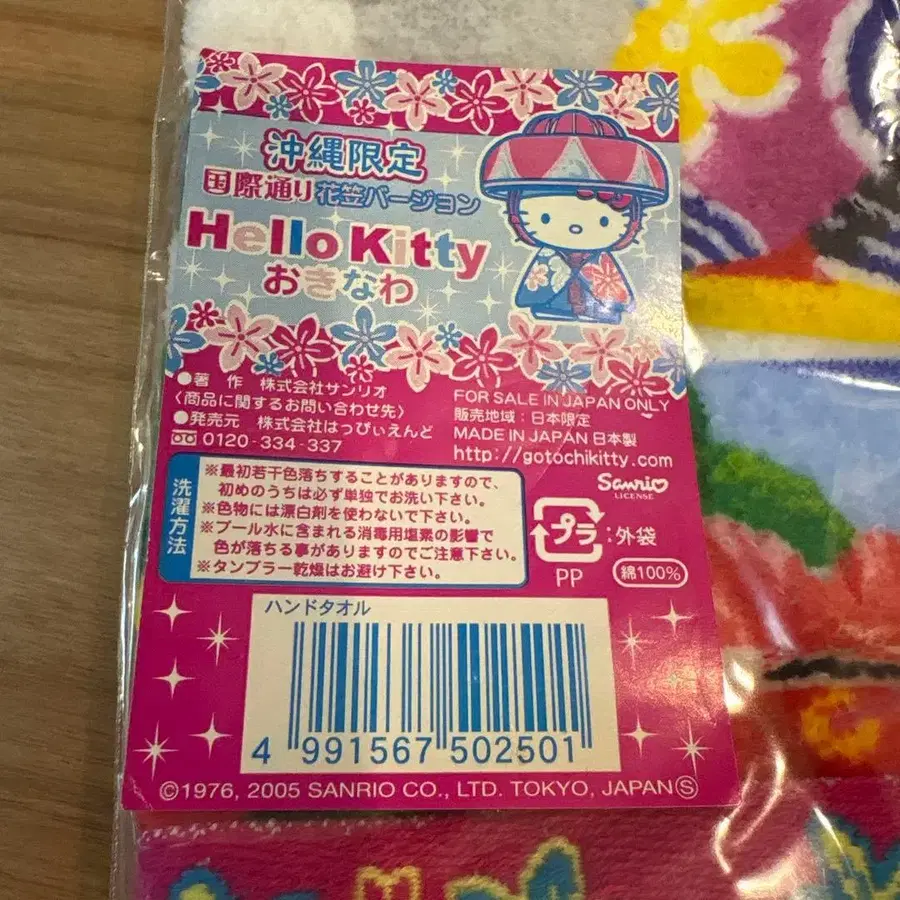 沖縄限定
国際通り花笠バージョン
Hello Kitty
おきなわ
●著 作 株式会社サンリオ
〈商品に関するお問い合わせ先〉
●発売元 株式会社はっぴぃえんど
0120-334-337
FOR SALE IN JAPAN ONLY
販売地域：日本限定
MADE IN JAPAN 日本製
http://gotochikitty.com
Sanrio
LICENSE
洗濯方法
※最初若干色落ちすることがありますので、
初めのうちは必ず単独でお洗い下さい。
※色物には漂白剤を使わないで下さい。
※プール水に含まれる消毒用塩素の影響で
色が落ちる事がありますのでご注意下さい。
※タンブラー乾燥はお避け下さい。
プラ：外袋
PP
綿100%
ハンドタオル
4 991567 502501
©1976, 2005 SANRIO CO., LTD. TOKYO, JAPAN Ⓢ